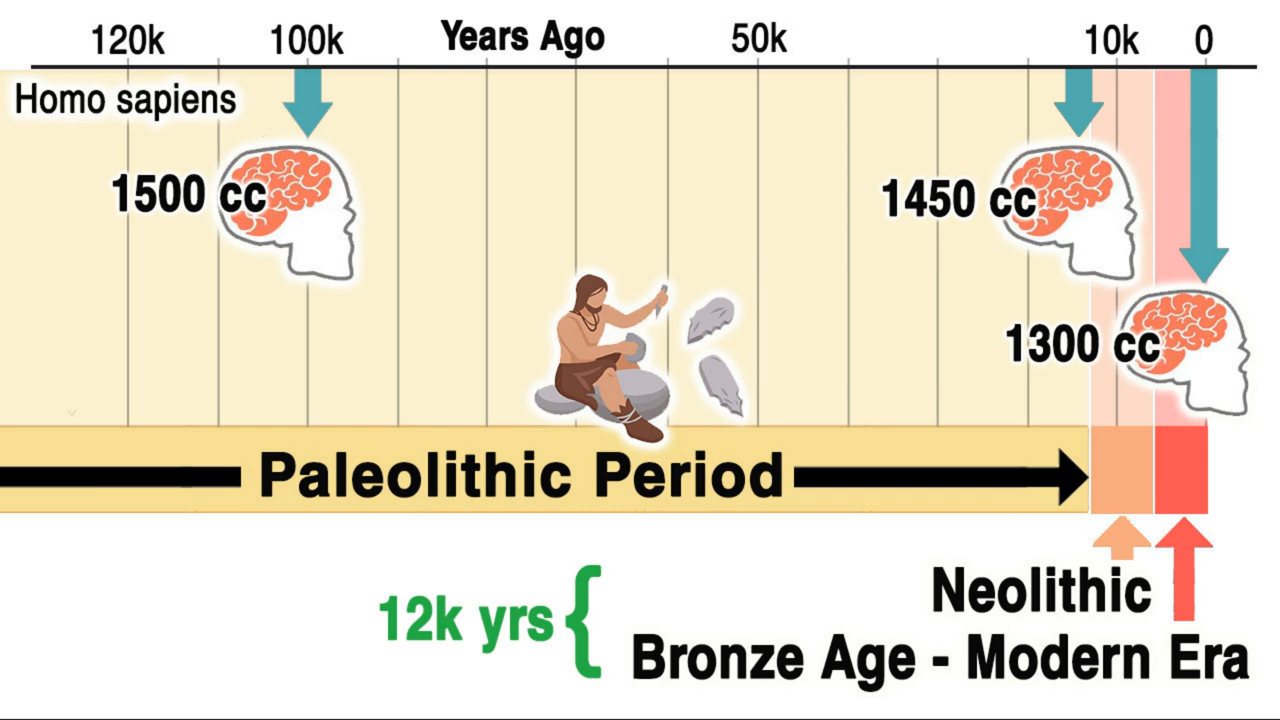 120k 100k Years Ago 50k 10k 0
Homo sapiens
1500 cc
1450 cc
1300 cc
Paleolithic Period
Neolithic
12k yrs {
Bronze Age - Modern Era